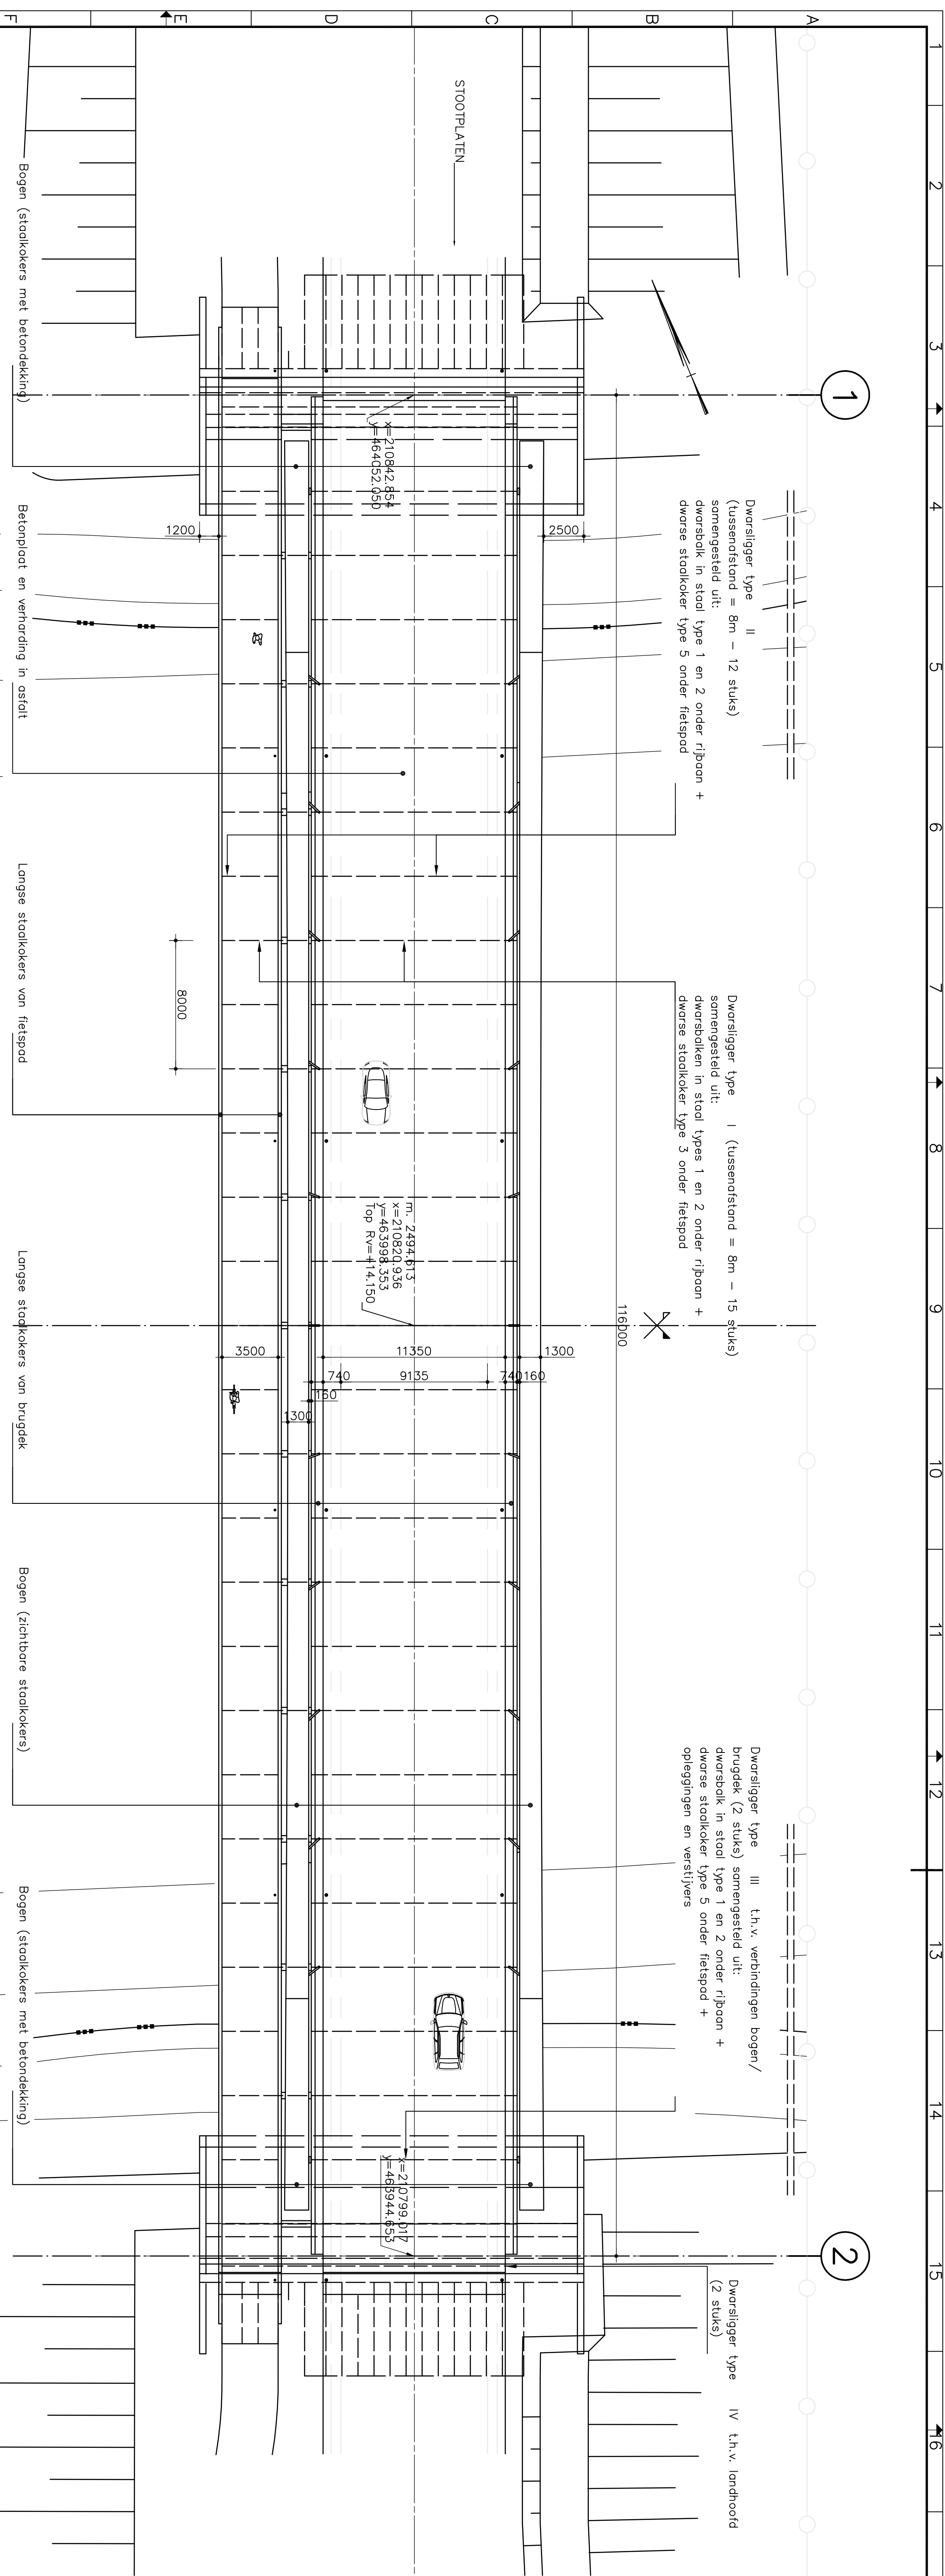 A
B
C
D
E
F
1
2
3
4
5
6
7
8
9
10
11
12
13
14
15
16
1
2
STOOTPLATEN
Dwarsligger type II
(tussenafstand = 8m – 12 stuks)
samengesteld uit:
dwarsbalk in staal type 1 en 2 onder rijbaan +
dwarse staalkoker type 5 onder fietspad
Dwarsligger type I (tussenafstand = 8m – 15 stuks)
samengesteld uit:
dwarsbalken in staal types 1 en 2 onder rijbaan +
dwarse staalkoker type 3 onder fietspad
Dwarsligger type III t.h.v. verbindingen bogen/
brugdek (2 stuks) samengesteld uit:
dwarsbalk in staal type 1 en 2 onder rijbaan +
dwarse staalkoker type 5 onder fietspad +
opleggingen en verstijvers
Dwarsligger type IV t.h.v. landhoofd
(2 stuks)
116000
2500
1300
x=210842.854
y=464052.050
m. 2494.613
x=210820.936
y=463998.353
Top Rv=+14.150
x=210799.017
y=463944.653
740
160
11350
9135
740
160
1300
3500
1200
8000
Bogen (staalkokers met betondekking)
Betonplaat en verharding in asfalt
Langse staalkokers van fietspad
Langse staalkokers van brugdek
Bogen (zichtbare staalkokers)
Bogen (staalkokers met betondekking)